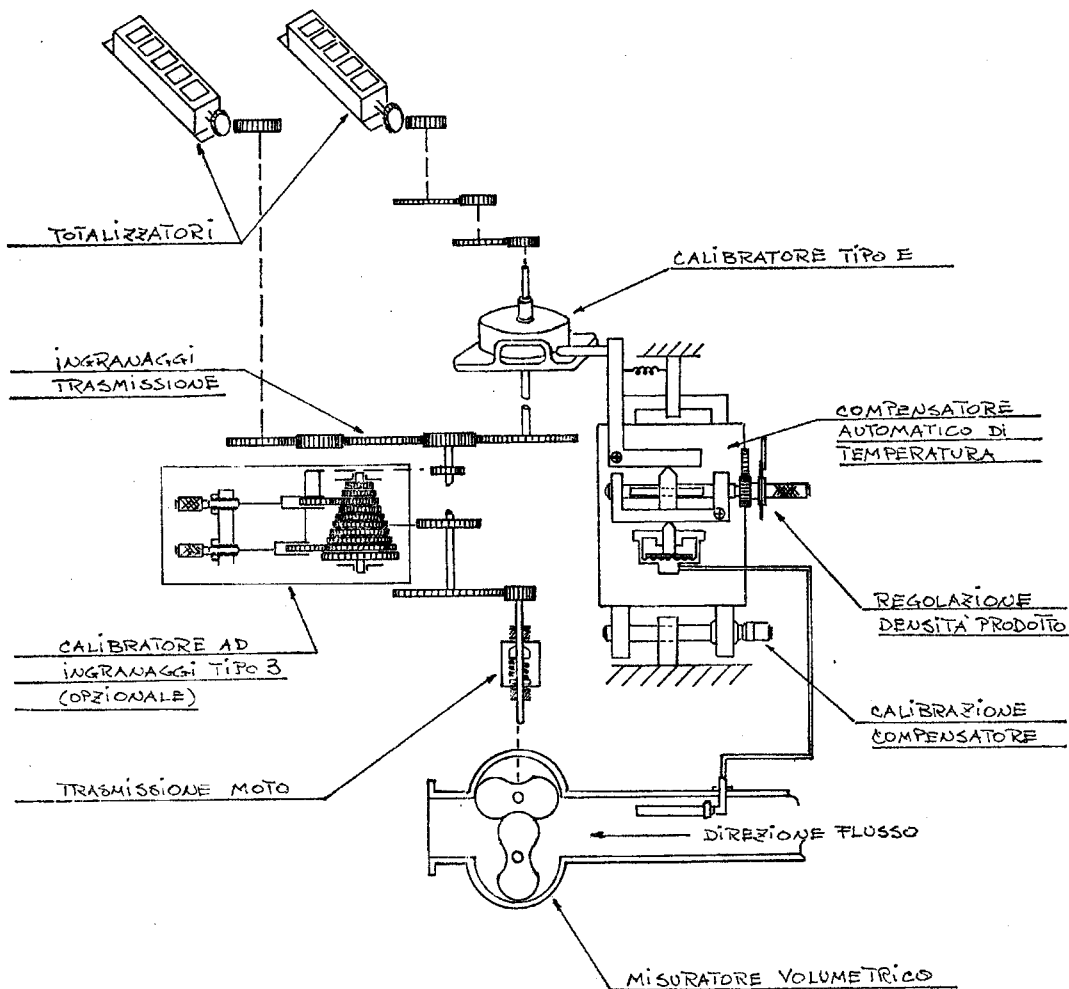 TOTALIZZATORI
CALIBRATORE TIPO E
INGRANAGGI
TRASMISSIONE
COMPENSATORE
AUTOMATICO DI
TEMPERATURA
REGOLAZIONE
DENSITÀ PRODOTTO
CALIBRATORE AD
INGRANAGGI TIPO 3
(OPZIONALE)
CALIBRAZIONE
COMPENSATORE
TRASMISSIONE MOTO
DIREZIONE FLUSSO
MISURATORE VOLUMETRICO